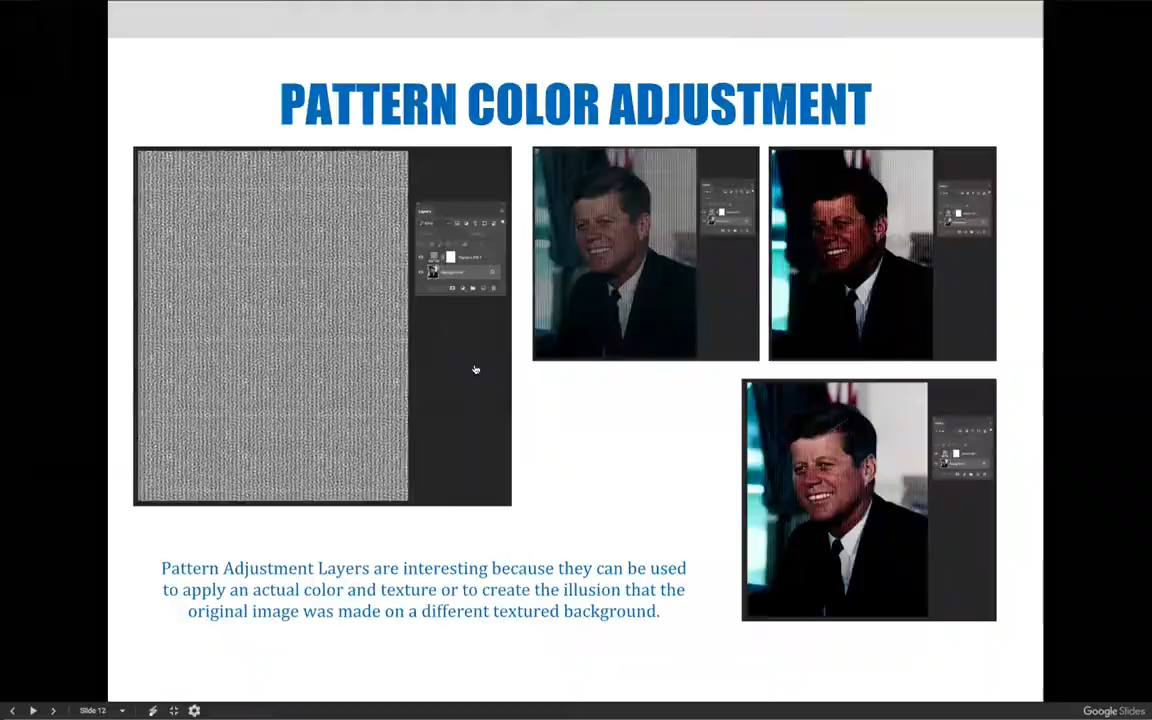 PATTERN COLOR ADJUSTMENT
Layers
Pattern Adjustment Layers are interesting because they can be used
to apply an actual color and texture or to create the illusion that the
original image was made on a different textured background.
Slide 12
Google Slides